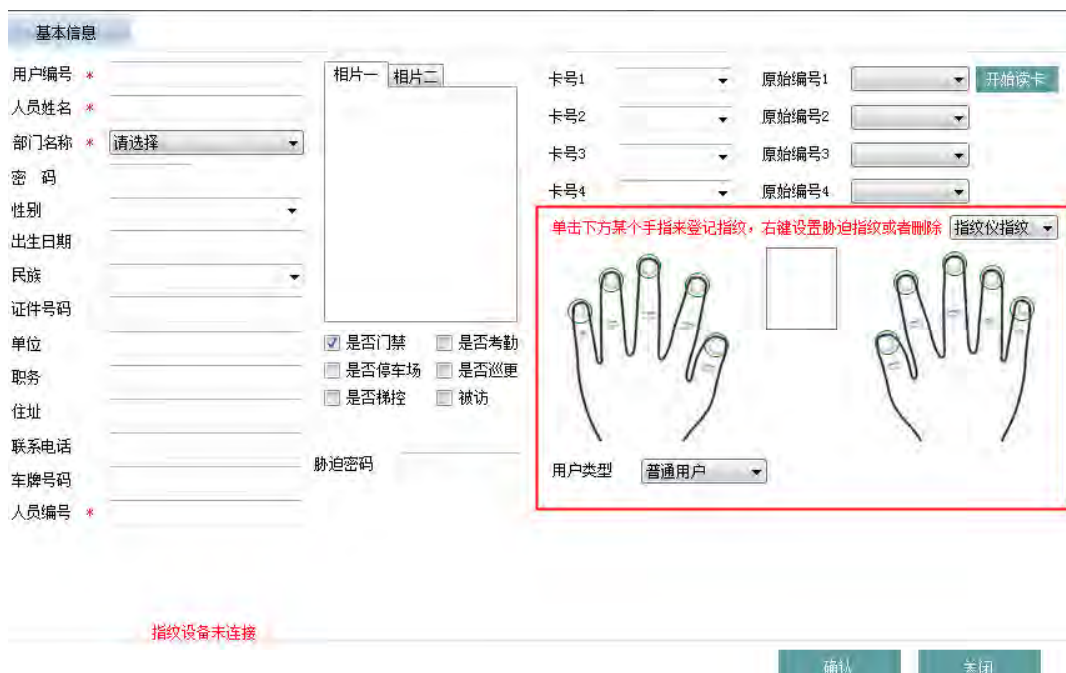 基本信息
用户编号 *
人员姓名 *
部门名称 * 请选择
密 码
性别
出生日期
民族
证件号码
单位
职务
住址
联系电话
车牌号码
人员编号 *
相片一 相片二
是否门禁 是否考勤
是否停车场 是否巡更
是否梯控 被访
胁迫密码
卡号1 原始编号1 开始读卡
卡号2 原始编号2
卡号3 原始编号3
卡号4 原始编号4
单击下方某个手指来登记指纹，右键设置胁迫指纹或者删除 指纹仪指纹
用户类型 普通用户
指纹设备未连接
确认 关闭